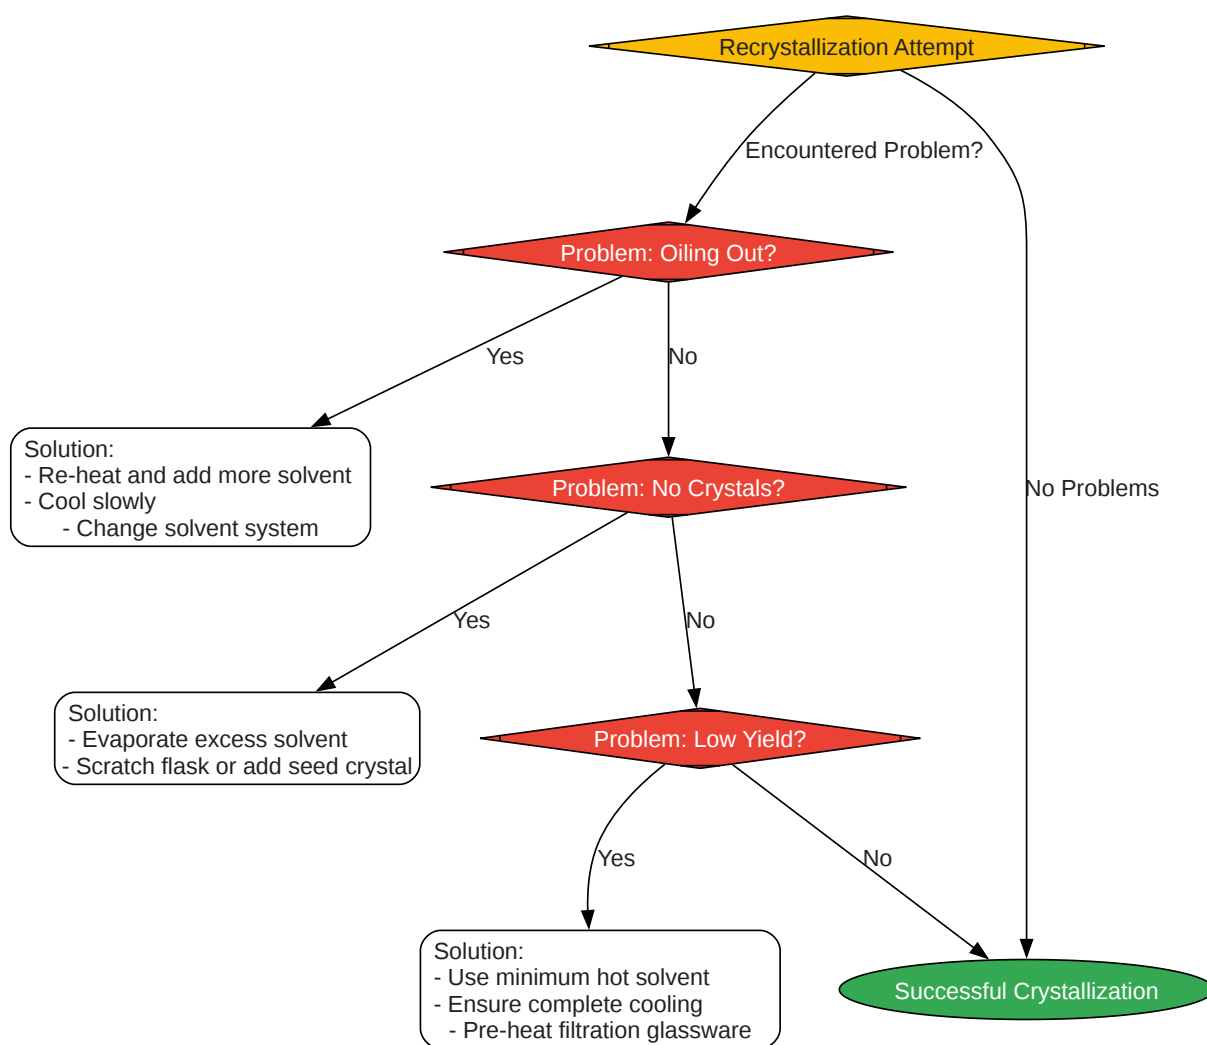 Recrystallization Attempt
Encountered Problem?
Problem: Oiling Out?
Yes
No
Solution:
- Re-heat and add more solvent
- Cool slowly
- Change solvent system
Problem: No Crystals?
No Problems
Yes
No
Solution:
- Evaporate excess solvent
- Scratch flask or add seed crystal
Problem: Low Yield?
Yes
No
Solution:
- Use minimum hot solvent
- Ensure complete cooling
- Pre-heat filtration glassware
Successful Crystallization